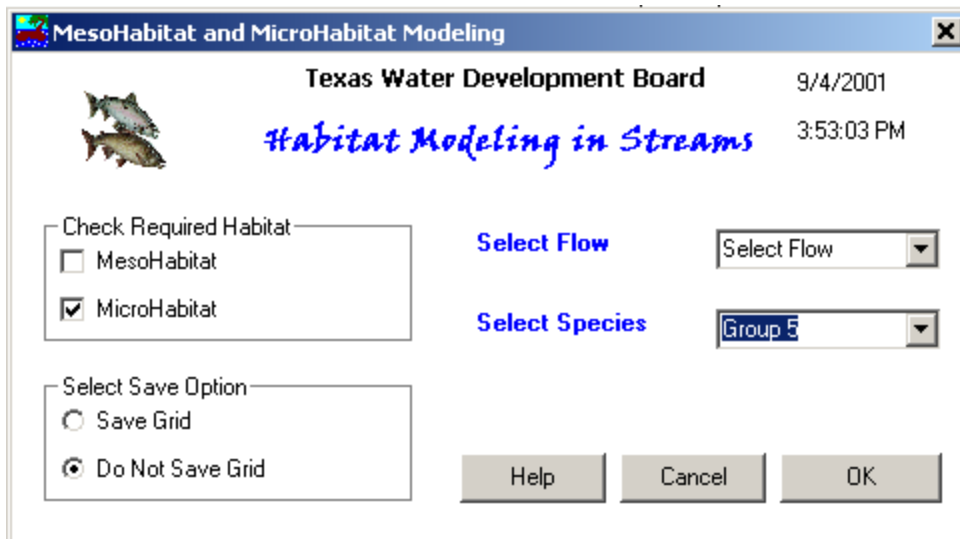 MesoHabitat and MicroHabitat Modeling
Texas Water Development Board
9/4/2001
Habitat Modeling in Streams
3:53:03 PM
Check Required Habitat
MesoHabitat
MicroHabitat
Select Flow
Select Flow
Select Species
Group 5
Select Save Option
Save Grid
Do Not Save Grid
Help
Cancel
OK